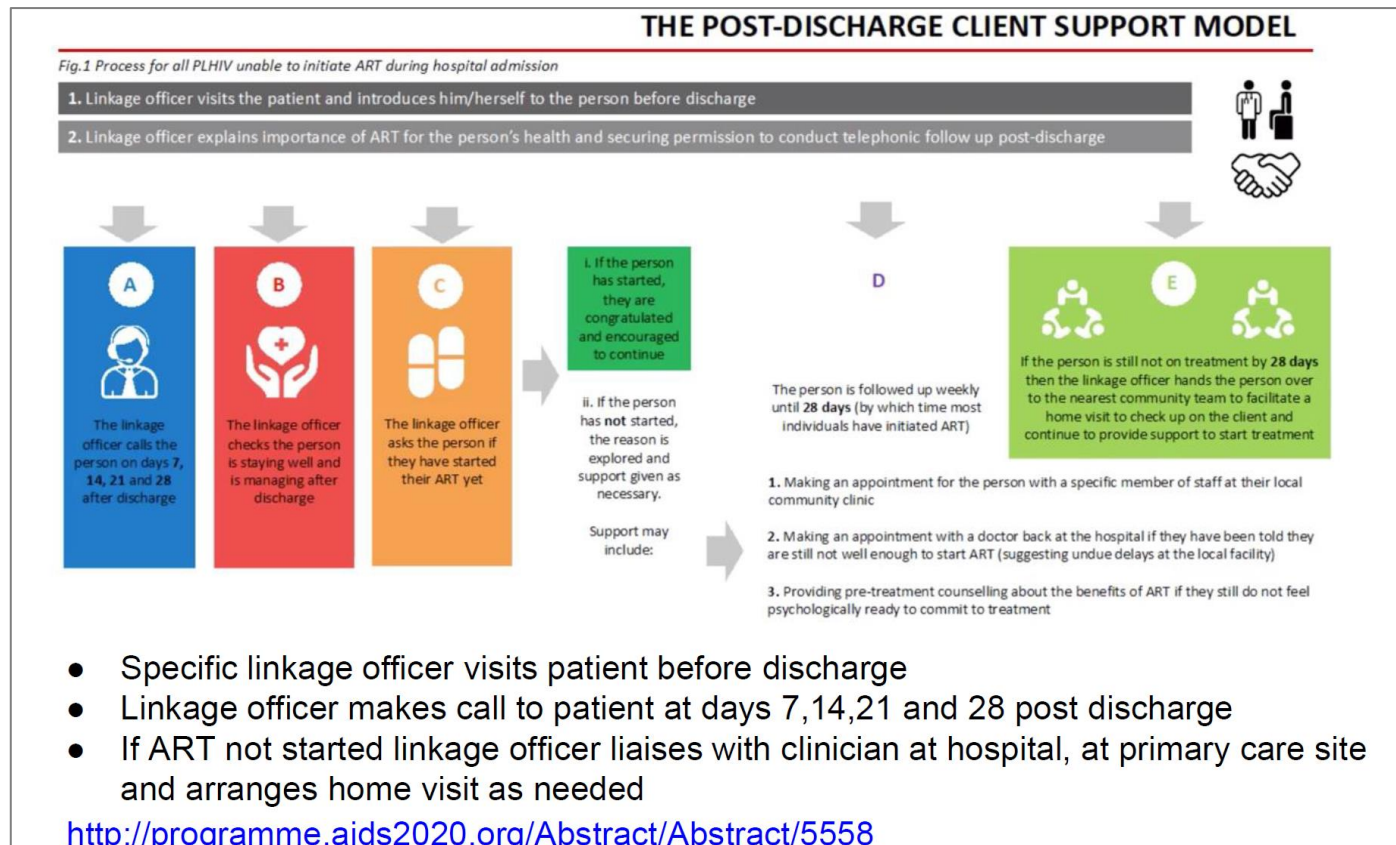 THE POST-DISCHARGE CLIENT SUPPORT MODEL
Fig.1 Process for all PLHIV unable to initiate ART during hospital admission
1. Linkage officer visits the patient and introduces him/herself to the person before discharge
2. Linkage officer explains importance of ART for the person's health and securing permission to conduct telephonic follow up post-discharge
A
The linkage
officer calls the
person on days 7,
14, 21 and 28
after discharge
B
The linkage officer
checks the person
is staying well and
is managing after
discharge
C
The linkage officer
asks the person if
they have started
their ART yet
i. If the person
has started,
they are
congratulated
and encouraged
to continue
ii. If the person
has not started,
the reason is
explored and
support given as
necessary.
Support may
include:
D
The person is followed up weekly
until 28 days (by which time most
individuals have initiated ART)
E
If the person is still not on treatment by 28 days
then the linkage officer hands the person over
to the nearest community team to facilitate a
home visit to check up on the client and
continue to provide support to start treatment
1. Making an appointment for the person with a specific member of staff at their local
community clinic
2. Making an appointment with a doctor back at the hospital if they have been told they
are still not well enough to start ART (suggesting undue delays at the local facility)
3. Providing pre-treatment counselling about the benefits of ART if they still do not feel
psychologically ready to commit to treatment
● Specific linkage officer visits patient before discharge
● Linkage officer makes call to patient at days 7,14,21 and 28 post discharge
● If ART not started linkage officer liaises with clinician at hospital, at primary care site
and arranges home visit as needed
http://programme.aids2020.org/Abstract/Abstract/5558